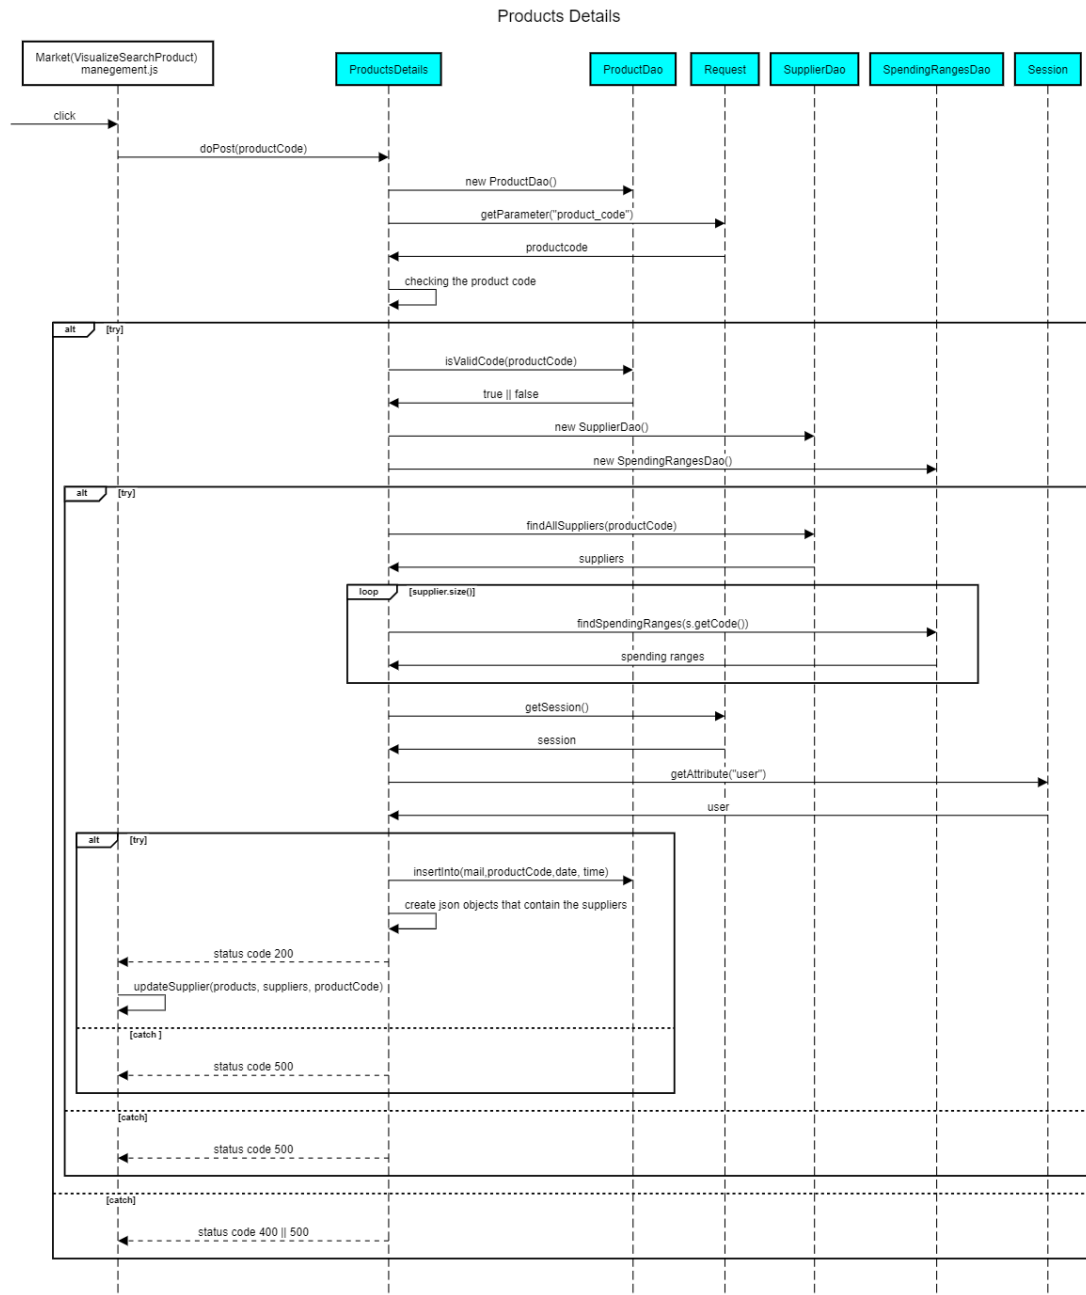 Products Details
Market(VisualizeSearchProduct)
manegement.js
ProductsDetails
ProductDao
Request
SupplierDao
SpendingRangesDao
Session
click
doPost(productCode)
new ProductDao()
getParameter("product_code")
productcode
checking the product code
alt [try]
isValidCode(productCode)
true || false
new SupplierDao()
new SpendingRangesDao()
alt [try]
findAllSuppliers(productCode)
suppliers
loop [supplier.size()]
findSpendingRanges(s.getCode())
spending ranges
getSession()
session
getAttribute("user")
user
alt [try]
insertInto(mail,productCode,date, time)
create json objects that contain the suppliers
status code 200
updateSupplier(products, suppliers, productCode)
[catch ]
status code 500
[catch]
status code 500
[catch]
status code 400 || 500